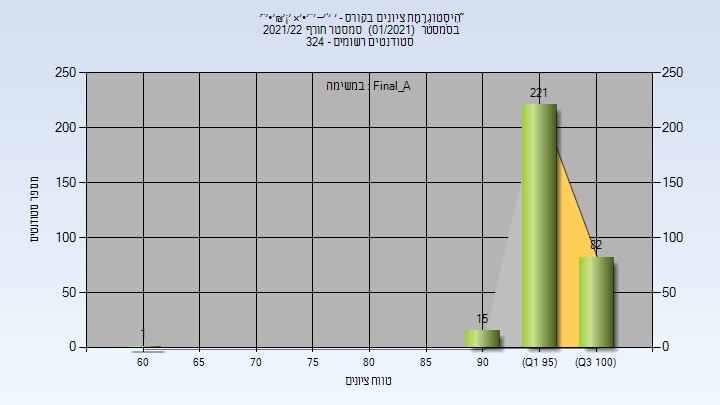 היסטוגרמת ציונים בקורס -
בסמסטר (01/2021) סמסטר חורף 2021/22
סטודנטים רשומים - 324
במשימה : Final_A
250
200
150
100
50
0
250
200
150
100
50
0
מספר סטודנטים
1
15
221
82
60
65
70
75
80
85
90
(Q1 95)
(Q3 100)
טווח ציונים